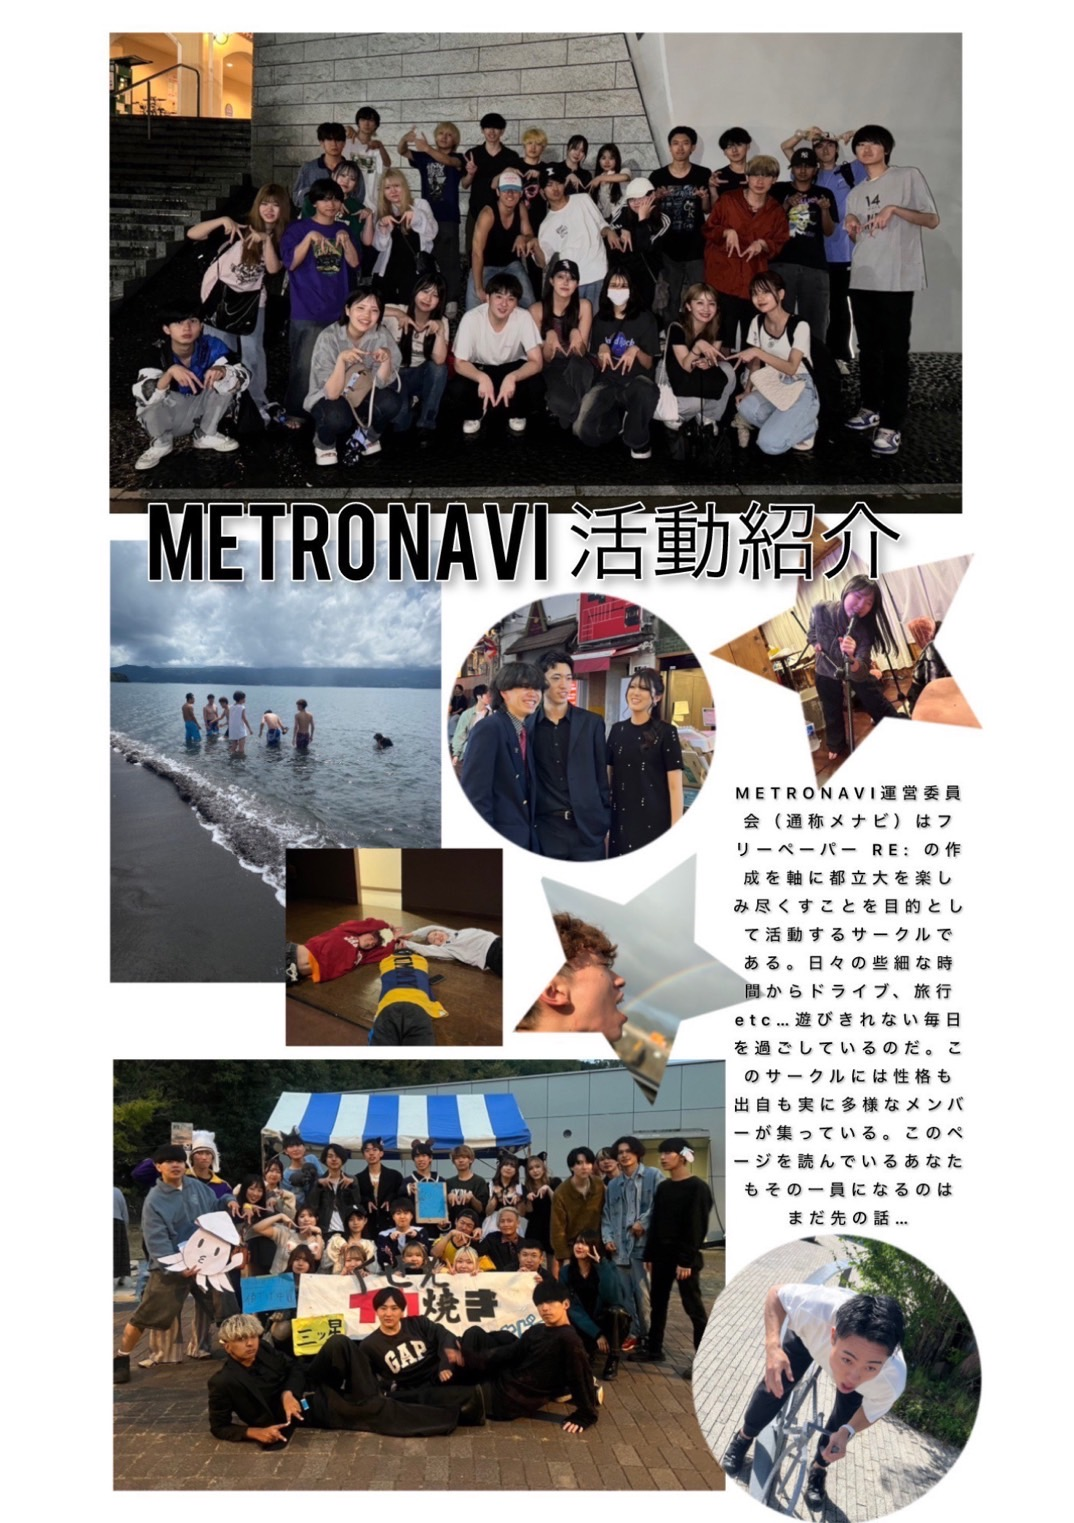 METRONAVI 活動紹介
METRONAVI運営委員
会（通称メナビ）はフ
リーペーパー RE: の作
成を軸に都立大を楽し
み尽くすことを目的とし
て活動するサークルで
ある。日々の些細な時
間からドライブ、旅行
etc…遊びきれない毎日
を過ごしているのだ。こ
のサークルには性格も
出自も実に多様なメンバ
ーが集っている。このペ
ージを読んでいるあなた
もその一員になるのは
まだ先の話…
焼き
三ッ星
GAP
14